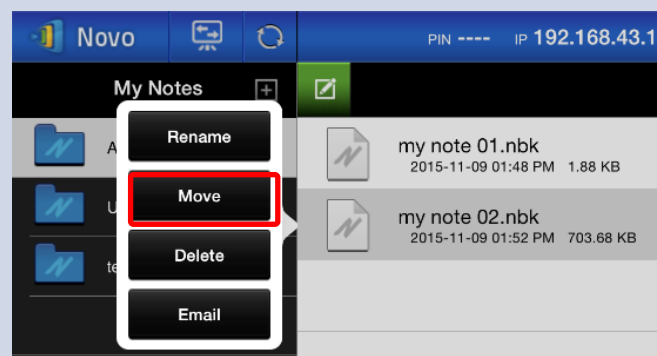 Novo
PIN ---- IP 192.168.43.1
My Notes
A
U
te
Rename
Move
Delete
Email
my note 01.nbk
2015-11-09 01:48 PM 1.88 KB
my note 02.nbk
2015-11-09 01:52 PM 703.68 KB